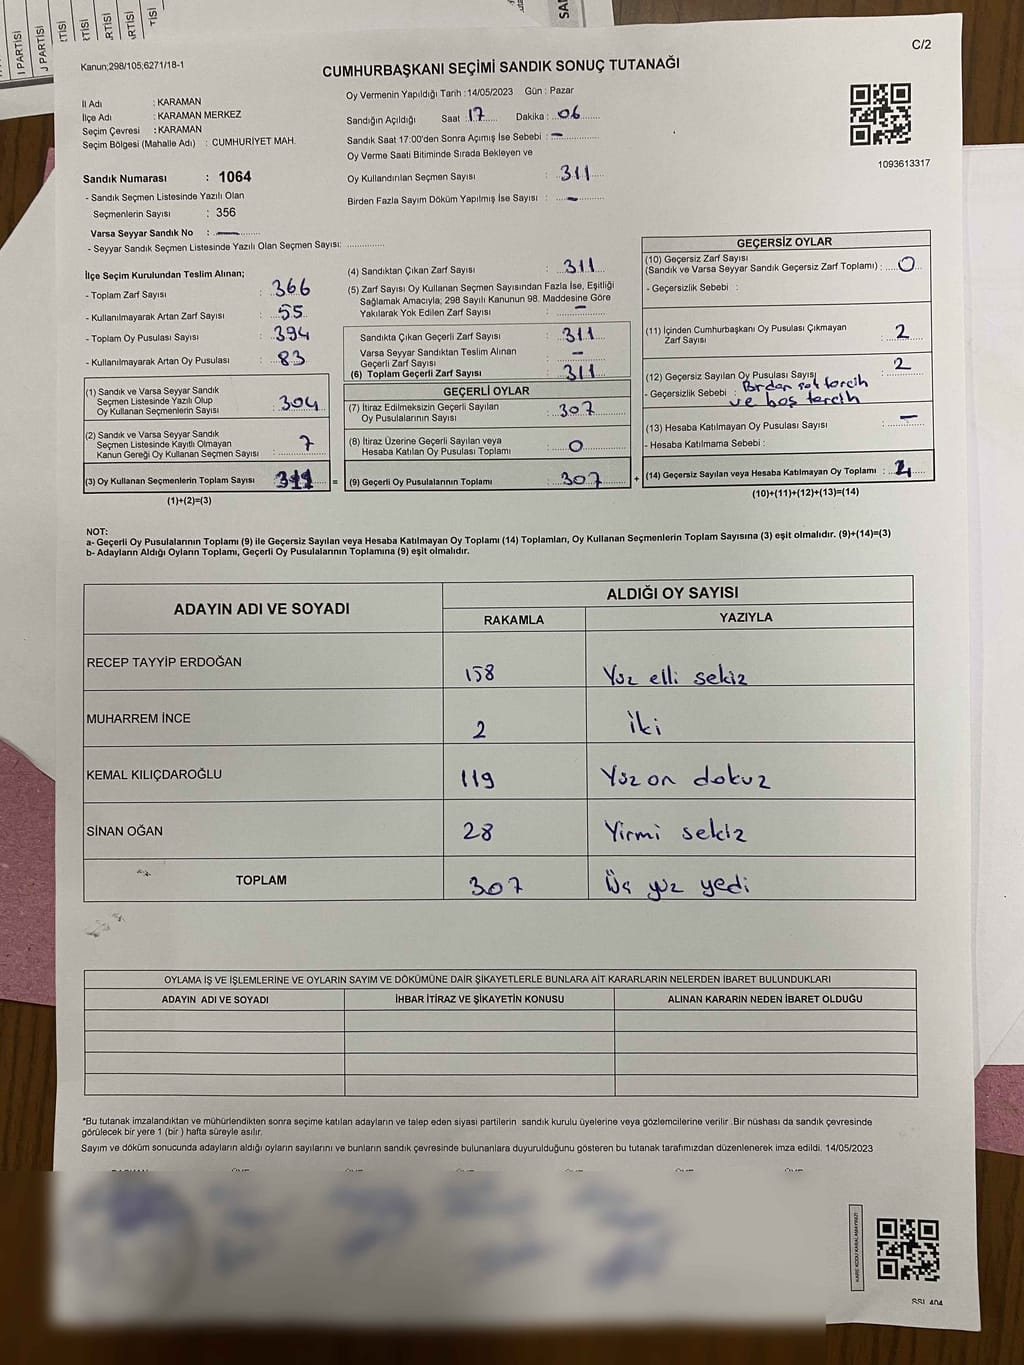 I PARTİSİ
J PARTİSİ
C/2
Kanun;298/105;6271/18-1
CUMHURBAŞKANI SEÇİMİ SANDIK SONUÇ TUTANAĞI
İl Adı : KARAMAN
İlçe Adı : KARAMAN MERKEZ
Seçim Çevresi : KARAMAN
Seçim Bölgesi (Mahalle Adı) : CUMHURİYET MAH.
Oy Vermenin Yapıldığı Tarih :14/05/2023 Gün : Pazar
Sandığın Açıldığı Saat : 17 Dakika : 06
Sandık Saat 17:00'den Sonra Açımış İse Sebebi : -
Oy Verme Saati Bitiminde Sırada Bekleyen ve
Oy Kullandırılan Seçmen Sayısı : 311
Birden Fazla Sayım Döküm Yapılmış İse Sayısı : -
1093613317
Sandık Numarası : 1064
- Sandık Seçmen Listesinde Yazılı Olan
Seçmenlerin Sayısı : 356
Varsa Seyyar Sandık No : -
- Seyyar Sandık Seçmen Listesinde Yazılı Olan Seçmen Sayısı:
İlçe Seçim Kurulundan Teslim Alınan;
- Toplam Zarf Sayısı : 366
- Kullanılmayarak Artan Zarf Sayısı : 55
- Toplam Oy Pusulası Sayısı : 394
- Kullanılmayarak Artan Oy Pusulası : 83
(1) Sandık ve Varsa Seyyar Sandık
Seçmen Listesinde Yazılı Olup
Oy Kullanan Seçmenlerin Sayısı : 304
(2) Sandık ve Varsa Seyyar Sandık
Seçmen Listesinde Kayıtlı Olmayan
Kanun Gereği Oy Kullanan Seçmen Sayısı : 7
(3) Oy Kullanan Seçmenlerin Toplam Sayısı : 311 =
(1)+(2)=(3)
(4) Sandıktan Çıkan Zarf Sayısı : 311
(5) Zarf Sayısı Oy Kullanan Seçmen Sayısından Fazla İse, Eşitliği
Sağlamak Amacıyla; 298 Sayılı Kanunun 98. Maddesine Göre
Yakılarak Yok Edilen Zarf Sayısı : -
Sandıkta Çıkan Geçerli Zarf Sayısı : 311
Varsa Seyyar Sandıktan Teslim Alınan
Geçerli Zarf Sayısı : -
(6) Toplam Geçerli Zarf Sayısı : 311
GEÇERLİ OYLAR
(7) İtiraz Edilmeksizin Geçerli Sayılan
Oy Pusulalarının Sayısı : 307
(8) İtiraz Üzerine Geçerli Sayılan veya
Hesaba Katılan Oy Pusulası Toplamı : 0
(9) Geçerli Oy Pusulalarının Toplamı : 307 +
GEÇERSİZ OYLAR
(10) Geçersiz Zarf Sayısı
(Sandık ve Varsa Seyyar Sandık Geçersiz Zarf Toplamı) : 0
- Geçersizlik Sebebi :
(11) İçinden Cumhurbaşkanı Oy Pusulası Çıkmayan
Zarf Sayısı : 2
(12) Geçersiz Sayılan Oy Pusulası Sayısı : 2
- Geçersizlik Sebebi : Birden tercih
ve boş tercih
(13) Hesaba Katılmayan Oy Pusulası Sayısı : -
- Hesaba Katılmama Sebebi :
(14) Geçersiz Sayılan veya Hesaba Katılmayan Oy Toplamı : 4
(10)+(11)+(12)+(13)=(14)
NOT:
a- Geçerli Oy Pusulalarının Toplamı (9) ile Geçersiz Sayılan veya Hesaba Katılmayan Oy Toplamı (14) Toplamları, Oy Kullanan Seçmenlerin Toplam Sayısına (3) eşit olmalıdır. (9)+(14)=(3)
b- Adayların Aldığı Oyların Toplamı, Geçerli Oy Pusulalarının Toplamına (9) eşit olmalıdır.
ADAYIN ADI VE SOYADI
ALDIĞI OY SAYISI
RAKAMLA YAZIYLA
RECEP TAYYİP ERDOĞAN 158 Yüz elli sekiz
MUHARREM İNCE 2 İki
KEMAL KILIÇDAROĞLU 119 Yüz on dokuz
SİNAN OĞAN 28 Yirmi sekiz
TOPLAM 307 Üç yüz yedi
OYLAMA İŞ VE İŞLEMLERİNE VE OYLARIN SAYIM VE DÖKÜMÜNE DAİR ŞİKAYETLERLE BUNLARA AİT KARARLARIN NELERDEN İBARET BULUNDUKLARI
ADAYIN ADI VE SOYADI İHBAR İTİRAZ VE ŞİKAYETİN KONUSU ALINAN KARARIN NEDEN İBARET OLDUĞU
*Bu tutanak imzalandıktan ve mühürlendikten sonra seçime katılan adayların ve talep eden siyasi partilerin sandık kurulu üyelerine veya gözlemcilerine verilir .Bir nüshası da sandık çevresinde
görülecek bir yere 1 (bir ) hafta süreyle asılır.
Sayım ve döküm sonucunda adayların aldığı oyların sayılarını ve bunların sandık çevresinde bulunanlara duyurulduğunu gösteren bu tutanak tarafımızdan düzenlenerek imza edildi. 14/05/2023
KARE KODU KARALAMAYINIZ!